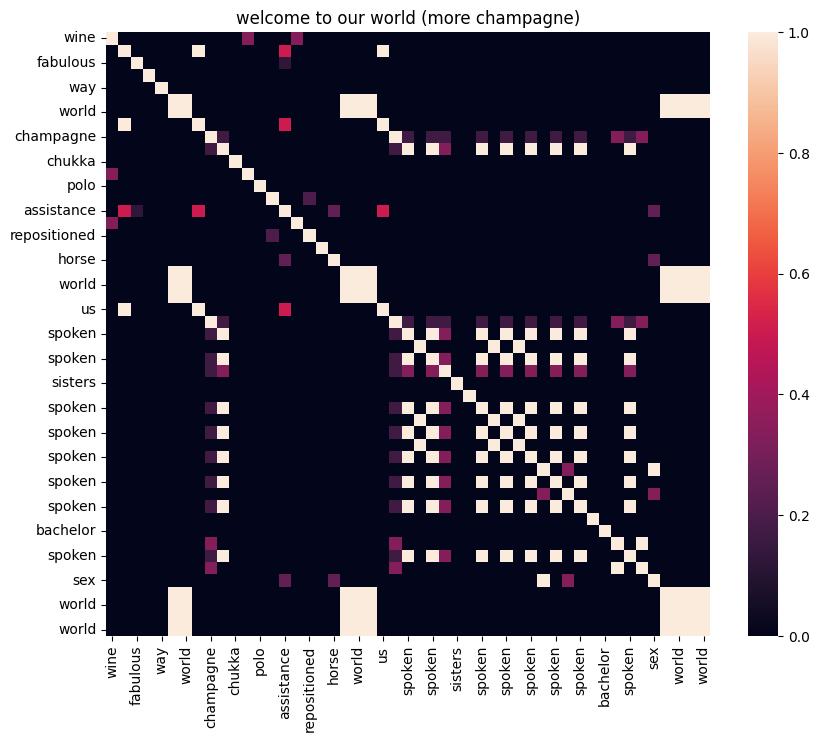 welcome to our world (more champagne)
wine
fabulous
way
world
champagne
chukka
polo
assistance
repositioned
horse
world
us
spoken
spoken
sisters
spoken
spoken
spoken
spoken
spoken
bachelor
spoken
sex
world
world
1.0
0.8
0.6
0.4
0.2
0.0
wine
fabulous
way
world
champagne
chukka
polo
assistance
repositioned
horse
world
us
spoken
spoken
sisters
spoken
spoken
spoken
spoken
spoken
bachelor
spoken
sex
world
world